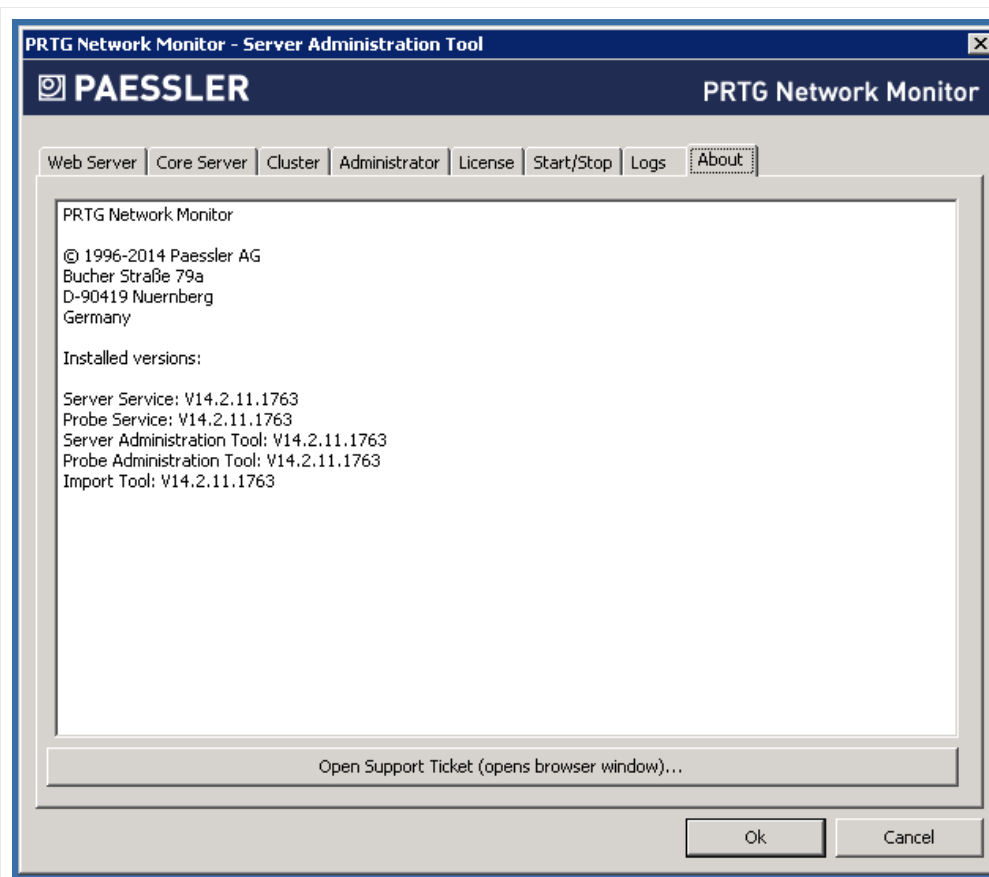 PRTG Network Monitor - Server Administration Tool
PAESSLER
PRTG Network Monitor
Web Server
Core Server
Cluster
Administrator
License
Start/Stop
Logs
About
PRTG Network Monitor
© 1996-2014 Paessler AG
Bucher Straße 79a
D-90419 Nuernberg
Germany
Installed versions:
Server Service: V14.2.11.1763
Probe Service: V14.2.11.1763
Server Administration Tool: V14.2.11.1763
Probe Administration Tool: V14.2.11.1763
Import Tool: V14.2.11.1763
Open Support Ticket (opens browser window)...
Ok
Cancel